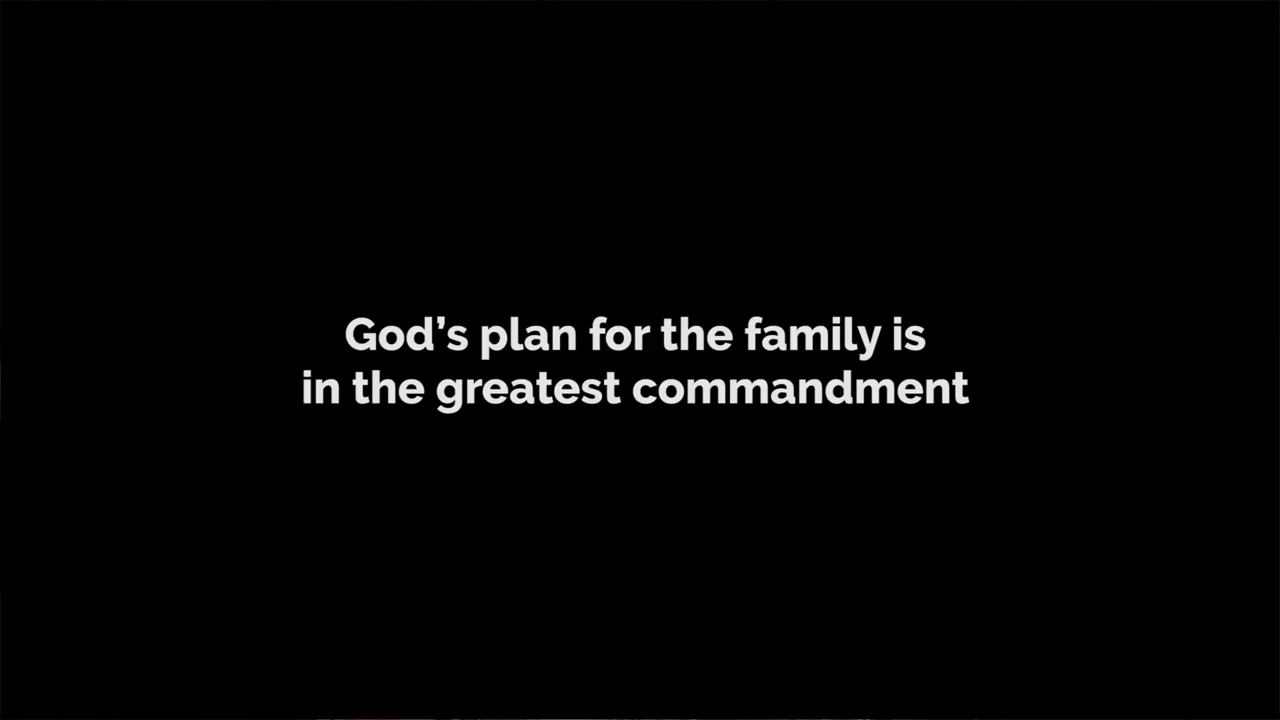 God’s plan for the family is
in the greatest commandment